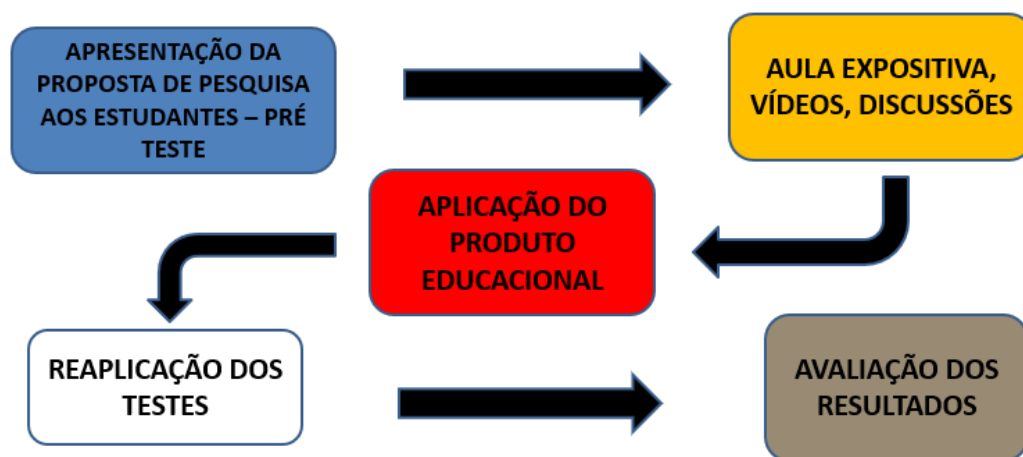 APRESENTAÇÃO DA
PROPOSTA DE PESQUISA
AOS ESTUDANTES – PRÉ
TESTE
AULA EXPOSITIVA,
VÍDEOS, DISCUSSÕES
APLICAÇÃO DO
PRODUTO
EDUCACIONAL
REAPLICAÇÃO DOS
TESTES
AVALIAÇÃO DOS
RESULTADOS